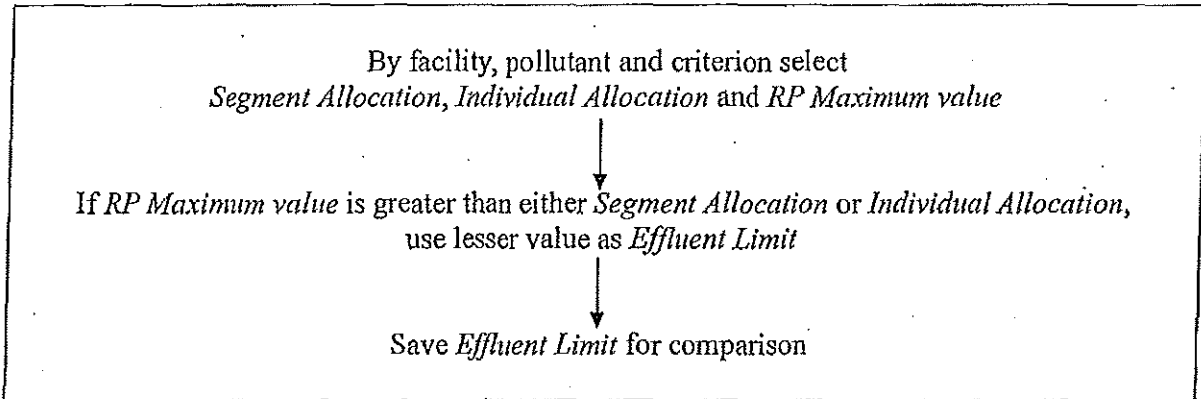 By facility, pollutant and criterion select
Segment Allocation, Individual Allocation and RP Maximum value
If RP Maximum value is greater than either Segment Allocation or Individual Allocation,
use lesser value as Effluent Limit
Save Effluent Limit for comparison